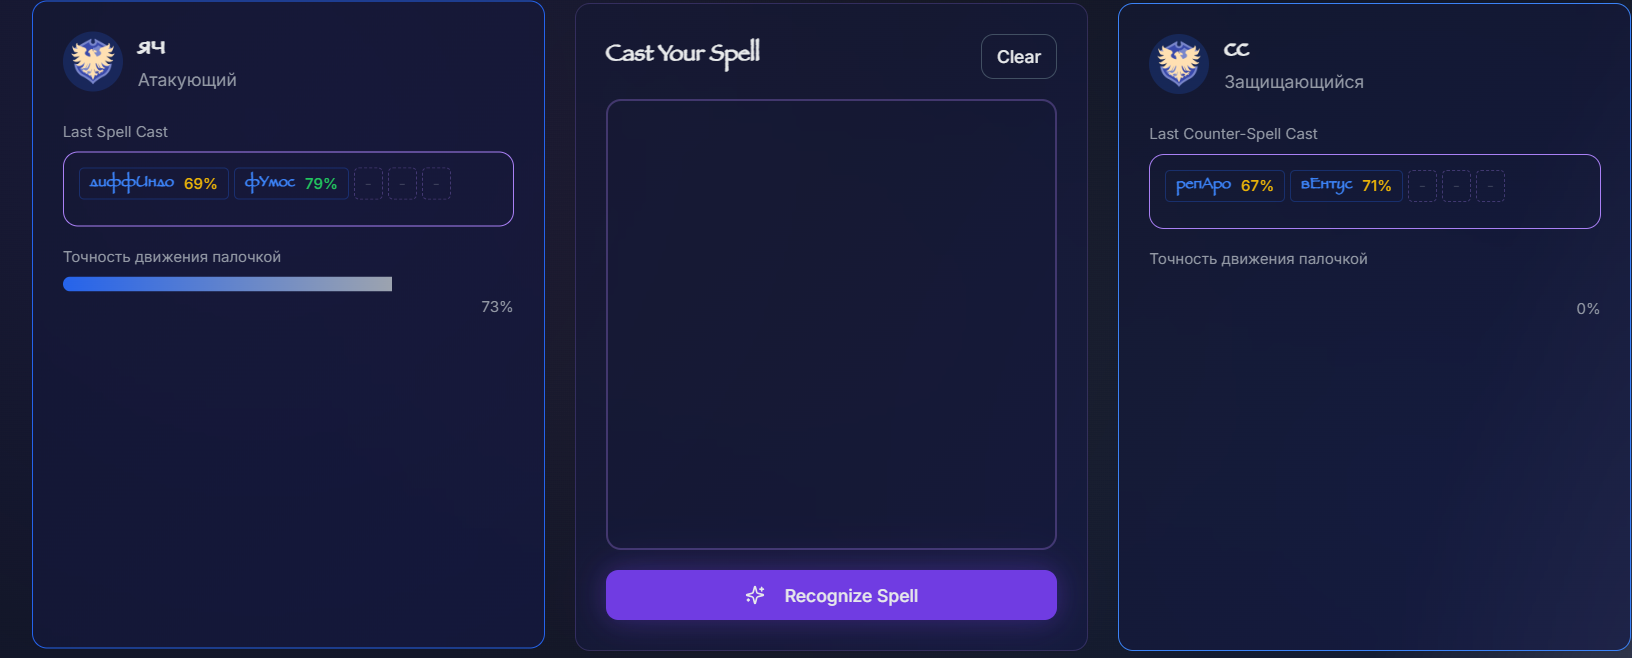 яч
Атакующий
Last Spell Cast
диффИндо 69% фУмос 79% - - -
Точность движения палочкой
73%
Cast Your Spell
Clear
Recognize Spell
сс
Защищающийся
Last Counter-Spell Cast
репАро 67% вЕнтус 71% - - -
Точность движения палочкой
0%